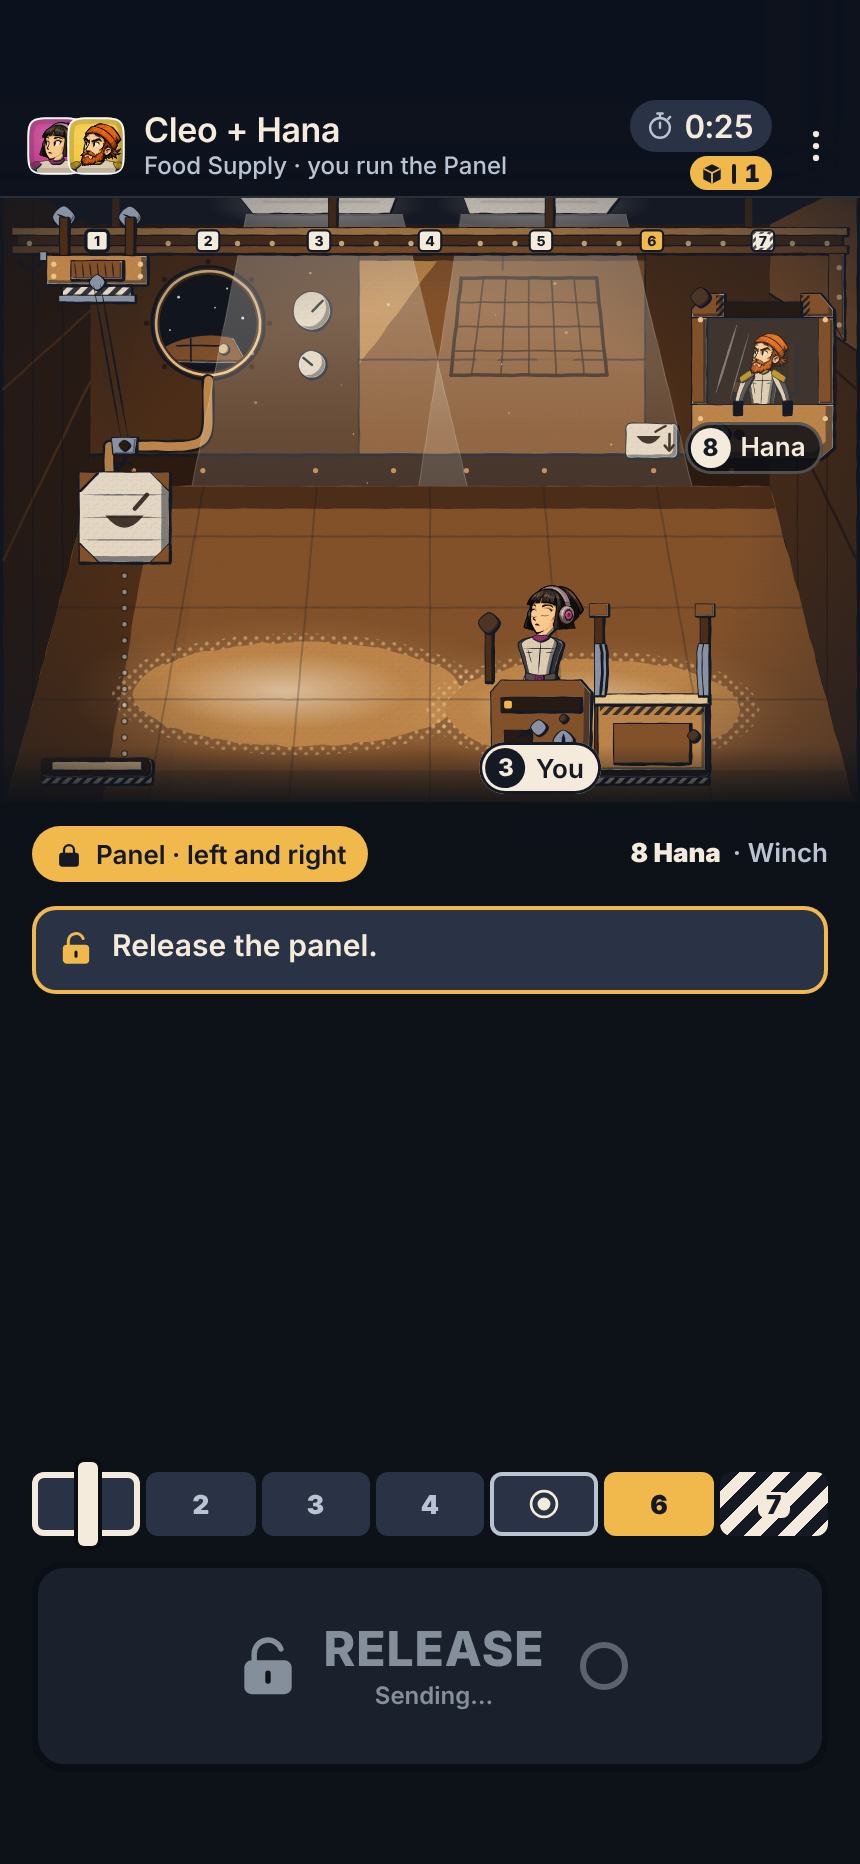 Cleo + Hana
Food Supply · you run the Panel
0:25
1
1 2 3 4 5 6 7
8 Hana
3 You
Panel · left and right
8 Hana · Winch
Release the panel.
2 3 4 6 7
RELEASE
Sending...